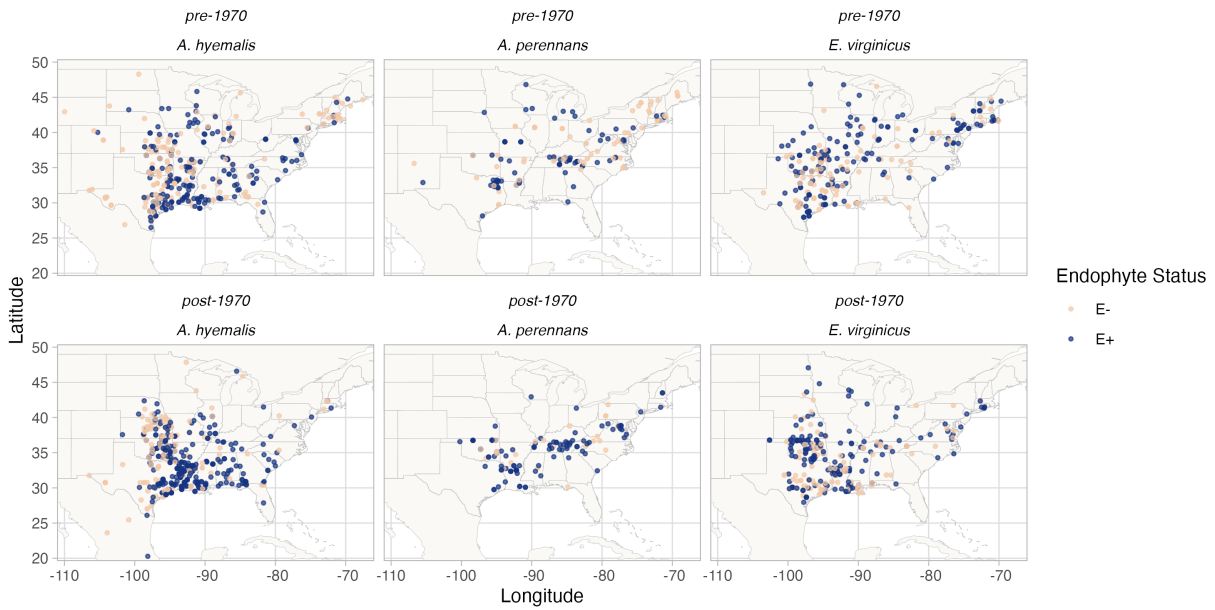 pre-1970 pre-1970 pre-1970
A. hyemalis A. perennans E. virginicus
50
45
40
35
30
25
20
post-1970 post-1970 post-1970
A. hyemalis A. perennans E. virginicus
50
45
40
35
30
25
20
-110 -100 -90 -80 -70 -110 -100 -90 -80 -70 -110 -100 -90 -80 -70
Longitude
Latitude
Endophyte Status
E-
E+